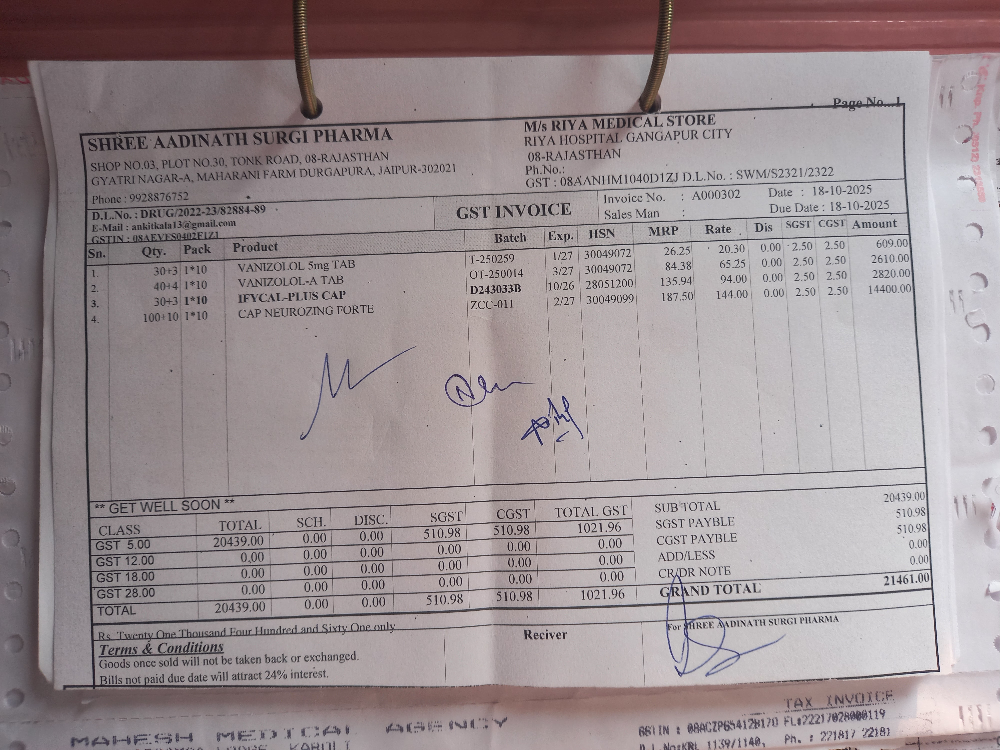 Page No...1
SHREE AADINATH SURGI PHARMA
SHOP NO.03, PLOT NO.30, TONK ROAD, 08-RAJASTHAN
GYATRI NAGAR-A, MAHARANI FARM DURGAPURA, JAIPUR-302021
Phone : 9928876752
D.L.No. : DRUG/2022-23/82884-89
E-Mail : ankitkala13@gmail.com
GSTIN : 08AEVES0402F1Z1
M/s RIYA MEDICAL STORE
RIYA HOSPITAL GANGAPUR CITY
08-RAJASTHAN
Ph.No.:
GST : 08AANHM1040D1ZJ D.L.No. : SWM/S2321/2322
GST INVOICE
Invoice No. : A000302 Date : 18-10-2025
Sales Man : Due Date : 18-10-2025
Sn. Qty. Pack Product Batch Exp. HSN MRP Rate Dis SGST CGST Amount
1. 30+3 1*10 VANIZOLOL 5mg TAB T-250259 1/27 30049072 26.25 20.30 0.00 2.50 2.50 609.00
2. 40+4 1*10 VANIZOLOL-A TAB OT-250014 3/27 30049072 84.38 65.25 0.00 2.50 2.50 2610.00
3. 30+3 1*10 IFYCAL-PLUS CAP D243033B 10/26 28051200 135.94 94.00 0.00 2.50 2.50 2820.00
4. 100+10 1*10 CAP NEUROZING FORTE ZCC-011 2/27 30049099 187.50 144.00 0.00 2.50 2.50 14400.00
** GET WELL SOON **
CLASS TOTAL SCH. DISC. SGST CGST TOTAL GST
GST 5.00 20439.00 0.00 0.00 510.98 510.98 1021.96
GST 12.00 0.00 0.00 0.00 0.00 0.00 0.00
GST 18.00 0.00 0.00 0.00 0.00 0.00 0.00
GST 28.00 0.00 0.00 0.00 0.00 0.00 0.00
TOTAL 20439.00 0.00 0.00 510.98 510.98 1021.96
SUB TOTAL 20439.00
SGST PAYBLE 510.98
CGST PAYBLE 510.98
ADD/LESS 0.00
CR/DR NOTE 0.00
GRAND TOTAL 21461.00
Rs. Twenty One Thousand Four Hundred and Sixty One only
Terms & Conditions
Goods once sold will not be taken back or exchanged.
Bills not paid due date will attract 24% interest.
Reciver
For SHREE AADINATH SURGI PHARMA
MAHESH MEDICAL AGENCY
TAX INVOICE
Ph. : 221817 22181